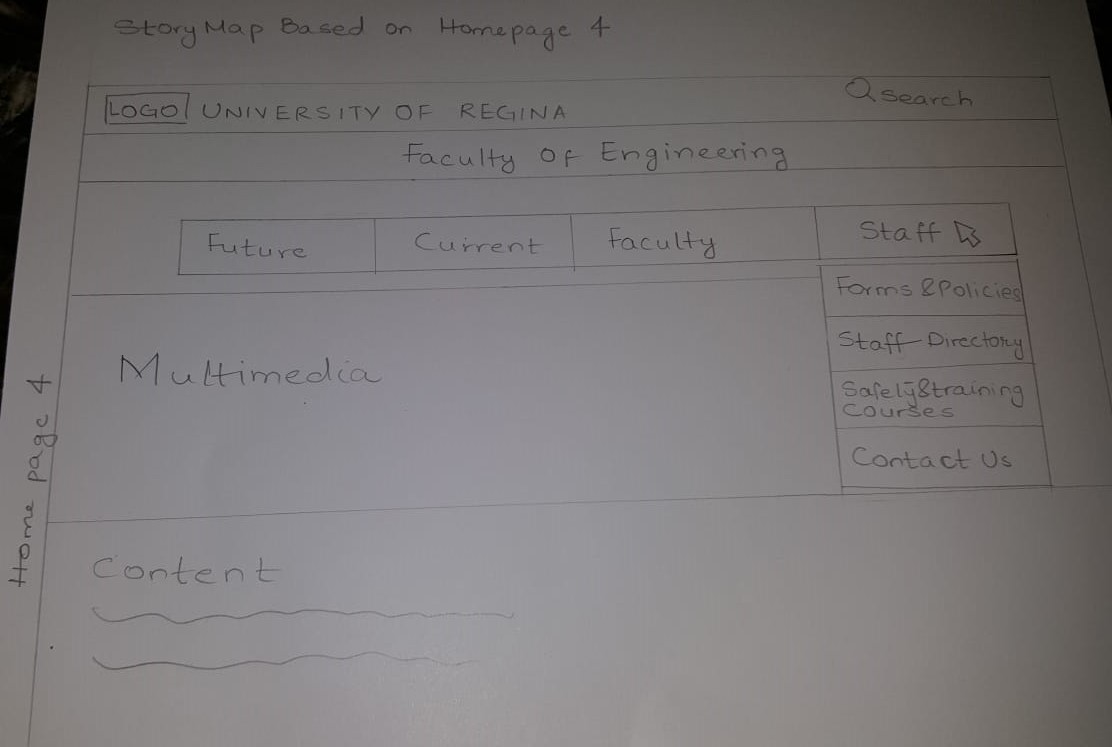 Story Map Based on Homepage 4
LOGO UNIVERSITY OF REGINA
search
Faculty of Engineering
Future Current Faculty Staff
Forms & Policies
Staff Directory
Safely & training
Courses
Contact Us
Multimedia
Content
Home page 4